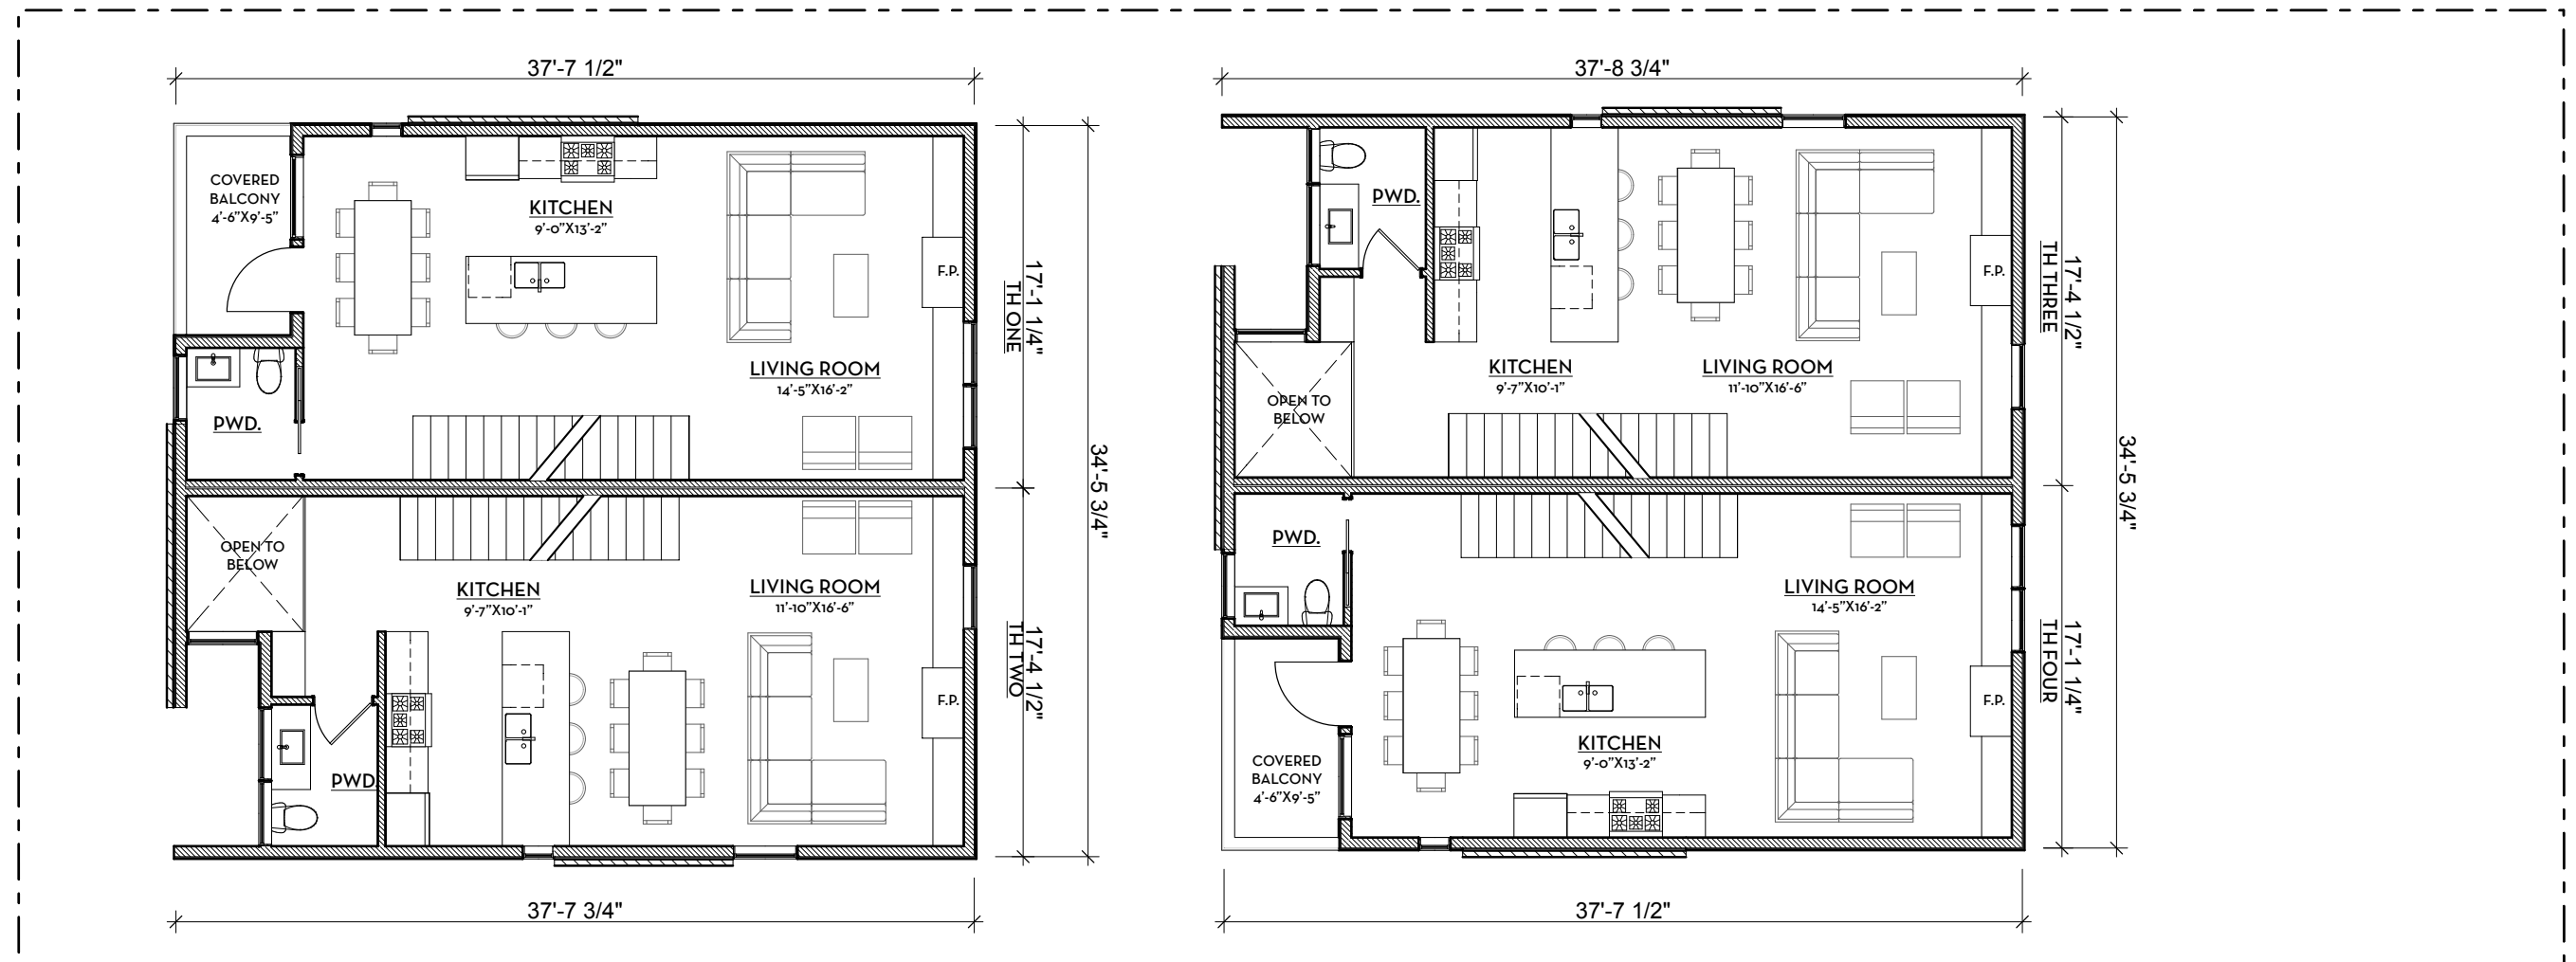 37'-7 1/2"
COVERED
BALCONY
4'-6"X9'-5"
KITCHEN
9'-0"X13'-2"
F.P.
LIVING ROOM
14'-5"X16'-2"
PWD.
17'-1 1/4"
TH ONE
34'-5 3/4"
OPEN TO
BELOW
KITCHEN
9'-7"X10'-1"
LIVING ROOM
11'-10"X16'-6"
F.P.
PWD.
17'-4 1/2"
TH TWO
37'-7 3/4"
37'-8 3/4"
PWD.
F.P.
KITCHEN
9'-7"X10'-1"
LIVING ROOM
11'-10"X16'-6"
OPEN TO
BELOW
17'-4 1/2"
TH THREE
34'-5 3/4"
PWD.
LIVING ROOM
14'-5"X16'-2"
F.P.
KITCHEN
9'-0"X13'-2"
COVERED
BALCONY
4'-6"X9'-5"
17'-1 1/4"
TH FOUR
37'-7 1/2"